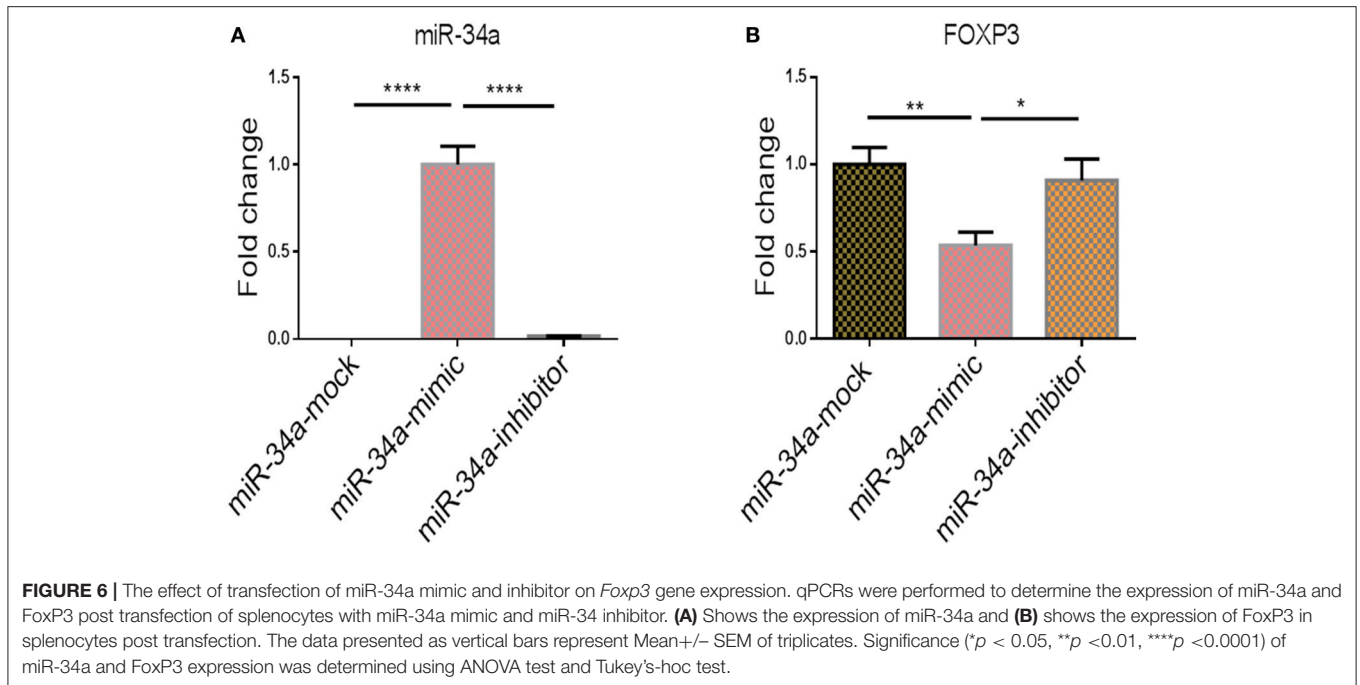 A
miR-34a
Fold change
1.5
1.0
0.5
0.0
****
****
miR-34a-mock
miR-34a-mimic
miR-34a-inhibitor
B
FOXP3
Fold change
1.5
1.0
0.5
0.0
**
*
miR-34a-mock
miR-34a-mimic
miR-34a-inhibitor
FIGURE 6 | The effect of transfection of miR-34a mimic and inhibitor on Foxp3 gene expression. qPCRs were performed to determine the expression of miR-34a and
FoxP3 post transfection of splenocytes with miR-34a mimic and miR-34 inhibitor. (A) Shows the expression of miR-34a and (B) shows the expression of FoxP3 in
splenocytes post transfection. The data presented as vertical bars represent Mean+/– SEM of triplicates. Significance (*p < 0.05, **p <0.01, ****p <0.0001) of
miR-34a and FoxP3 expression was determined using ANOVA test and Tukey's-hoc test.